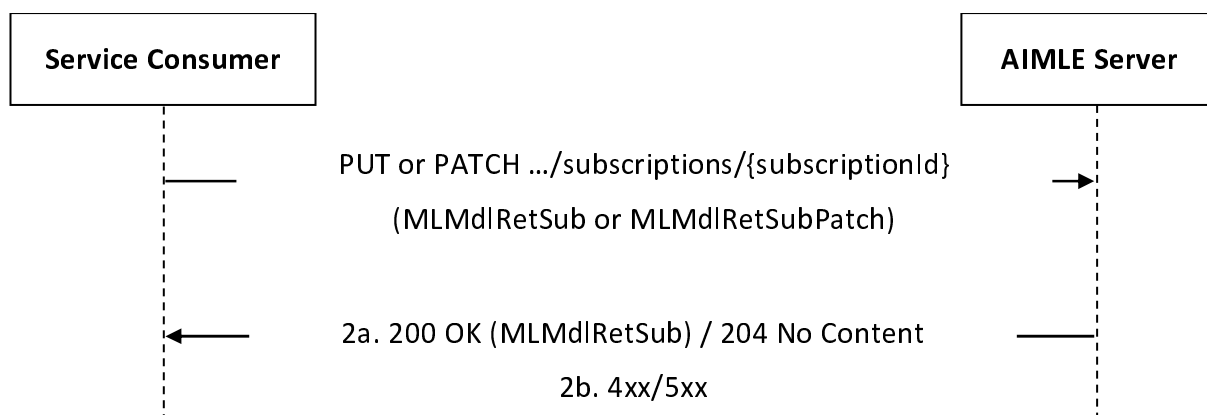 Service Consumer
AIMLE Server
PUT or PATCH …/subscriptions/{subscriptionId}
(MLMdlRetSub or MLMdlRetSubPatch)
2a. 200 OK (MLMdlRetSub) / 204 No Content
2b. 4xx/5xx